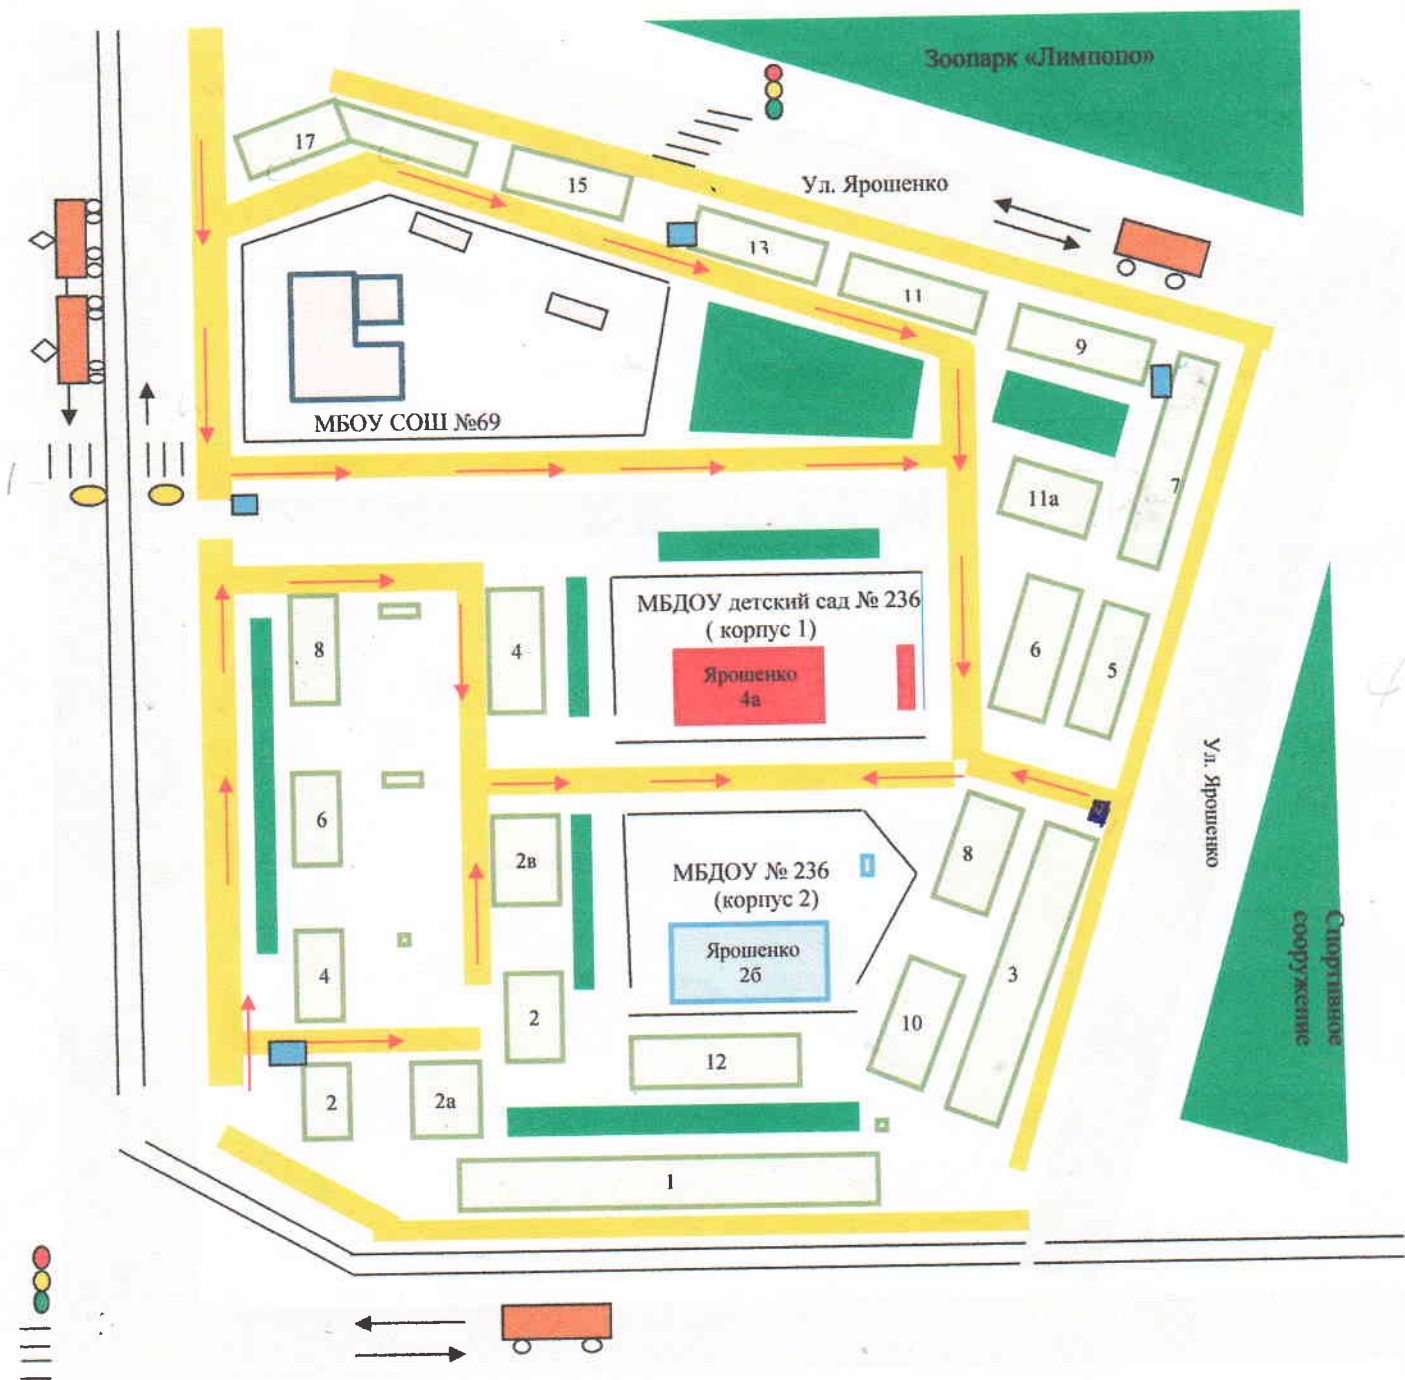 Зоопарк «Лимпопо»
17
15
Ул. Ярошенко
13
11
9
МБОУ СОШ №69
11а
7
МБДОУ детский сад № 236
( корпус 1)
8
4
6
5
Ярошенко
4а
Ул. Ярошенко
6
2в
8
МБДОУ № 236
(корпус 2)
Спортивное
сооружение
Ярошенко
2б
4
3
2
10
12
2
2а
1